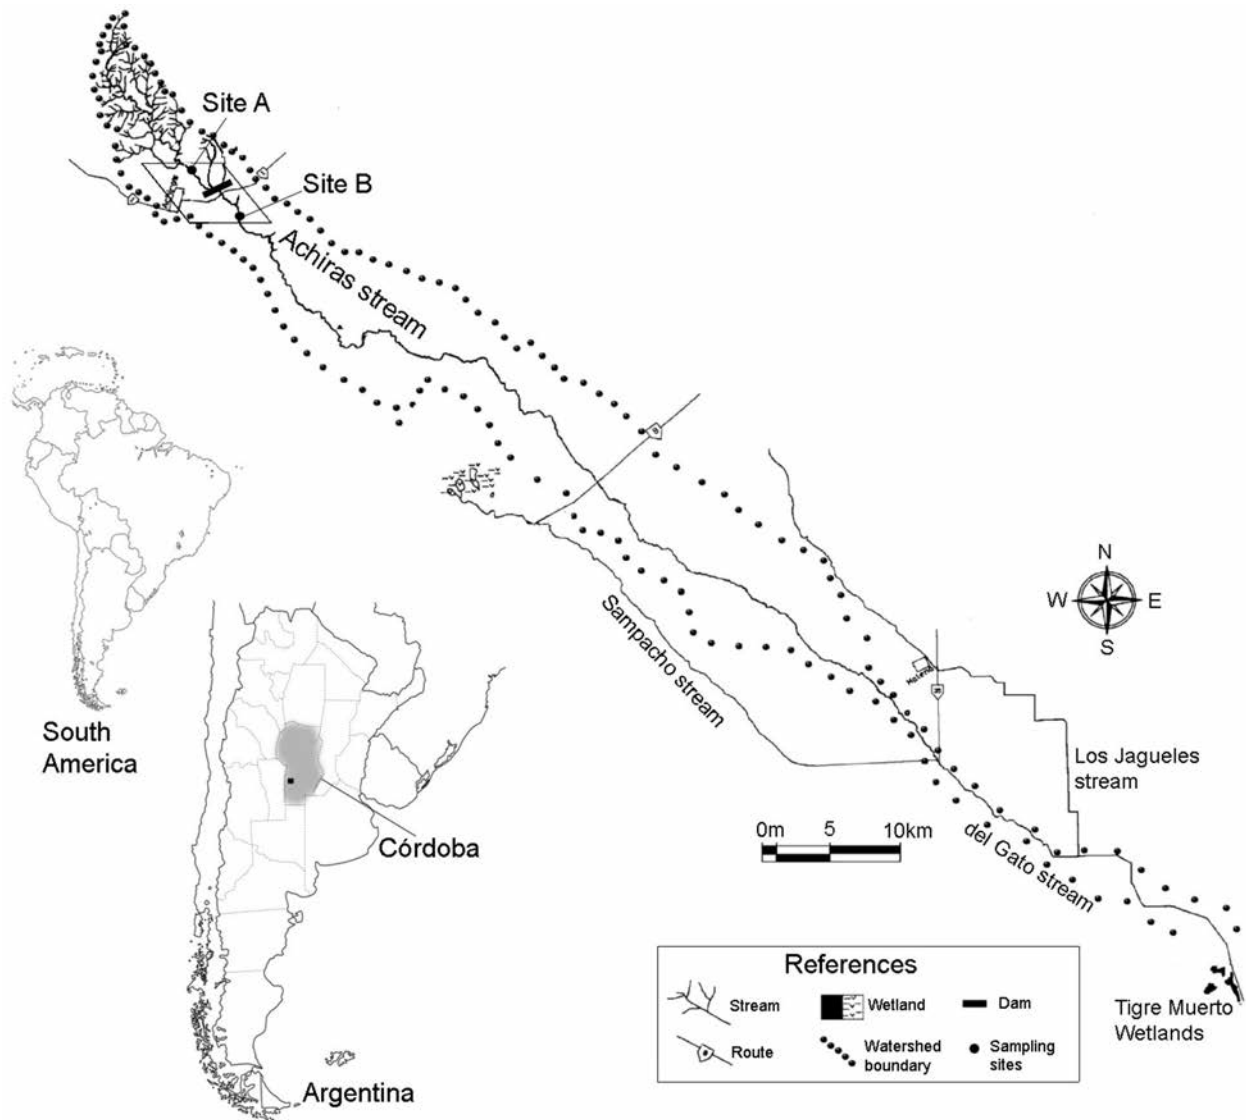 Site A
Site B
Achiras stream
Sampacho stream
N
W
E
S
Los Jagueles
stream
0m 5 10km
del Gato stream
Tigre Muerto
Wetlands
South
America
Córdoba
Argentina
References
Stream
Wetland
Dam
Route
Watershed
boundary
Sampling
sites